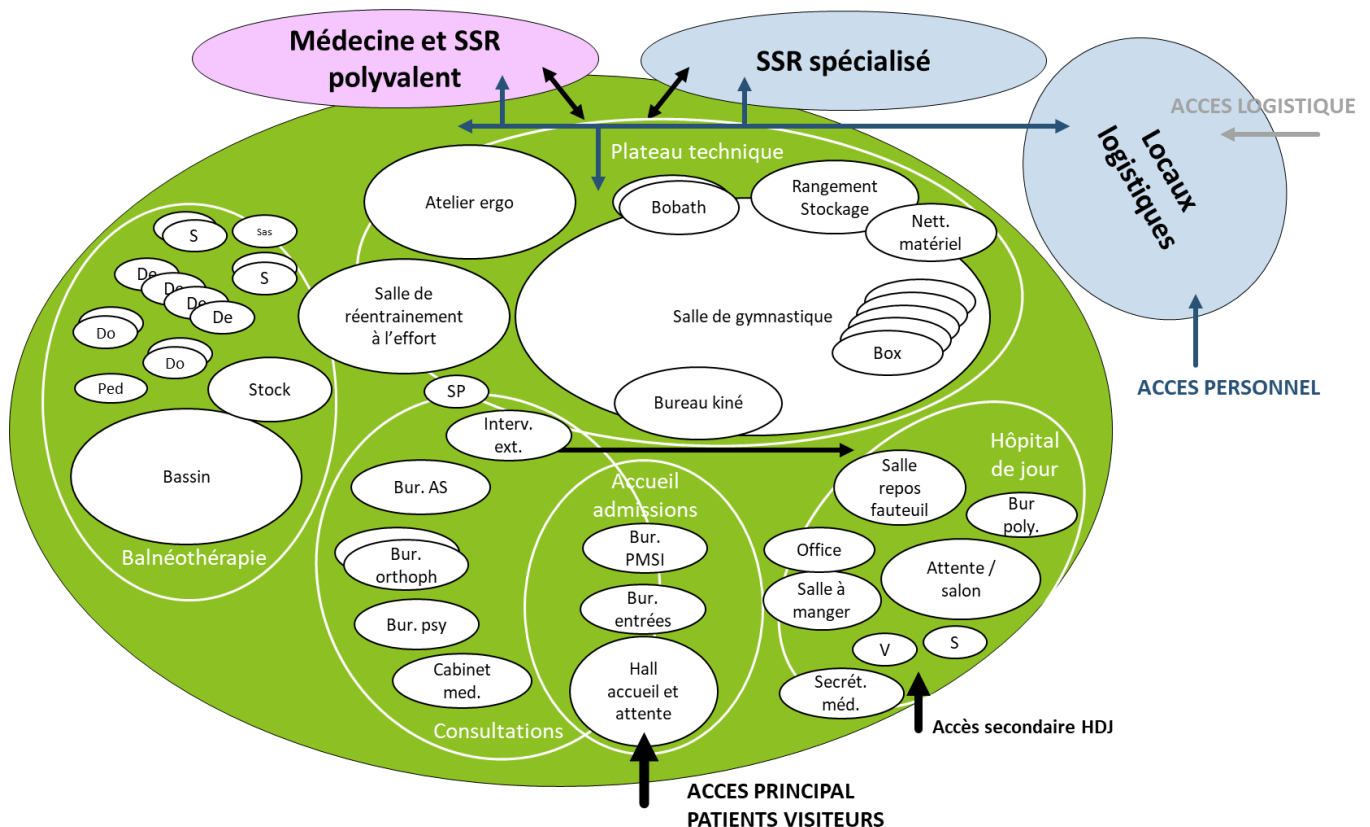 Médecine et SSR
polyvalent
SSR spécialisé
ACCES LOGISTIQUE
Locaux
logistiques
ACCES PERSONNEL
Plateau technique
Atelier ergo
Bobath
Rangement
Stockage
Nett.
matériel
Salle de
réentrainement
à l’effort
Salle de gymnastique
Box
Bureau kiné
S
Sas
S
De
De
De
De
Do
Do
Ped
Stock
Bassin
Balnéothérapie
SP
Interv.
ext.
Bur. AS
Bur.
orthoph
Bur. psy
Cabinet
med.
Consultations
Accueil
admissions
Bur.
PMSI
Bur.
entrées
Hall
accueil et
attente
Hôpital
de jour
Salle
repos
fauteuil
Bur
poly.
Office
Attente /
salon
Salle à
manger
V
S
Secrét.
méd.
Accès secondaire HDJ
ACCES PRINCIPAL
PATIENTS VISITEURS